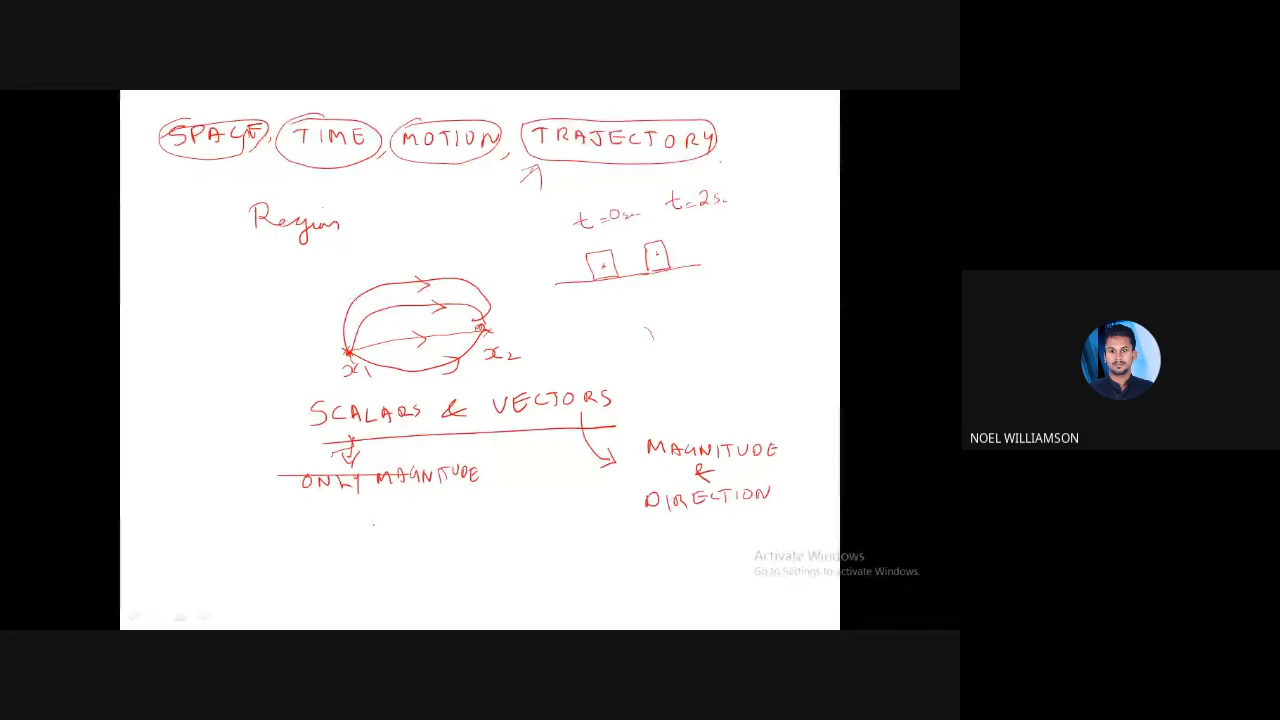 SPACE, TIME, MOTION, TRAJECTORY
Region
t=0s t=2s.
x1
x2
SCALARS & VECTORS
ONLY MAGNITUDE
MAGNITUDE
&
DIRECTION
NOEL WILLIAMSON
Activate Windows
Go to Settings to activate Windows.